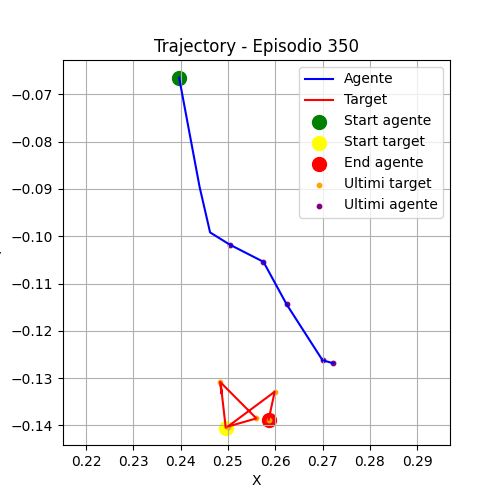 Trajectory - Episodio 350
Agente
Target
Start agente
Start target
End agente
Ultimi target
Ultimi agente
−0.07
−0.08
−0.09
−0.10
−0.11
−0.12
−0.13
−0.14
0.22 0.23 0.24 0.25 0.26 0.27 0.28 0.29
X